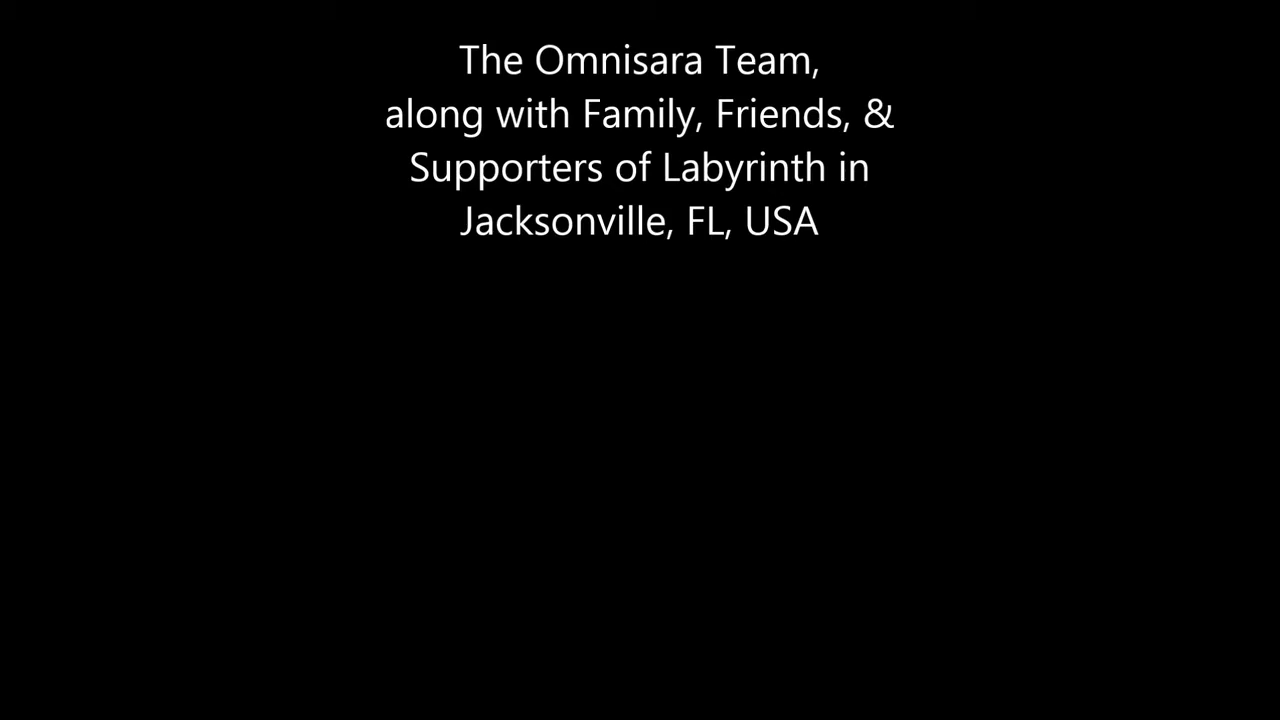 The Omnisara Team,
along with Family, Friends, &
Supporters of Labyrinth in
Jacksonville, FL, USA